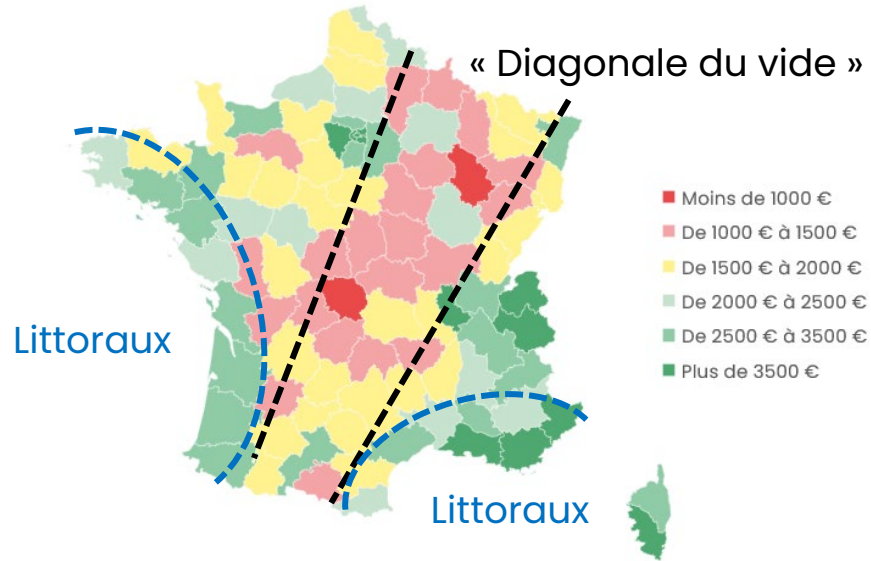 « Diagonale du vide »
Moins de 1000 €
De 1000 € à 1500 €
De 1500 € à 2000 €
De 2000 € à 2500 €
De 2500 € à 3500 €
Plus de 3500 €
Littoraux
Littoraux